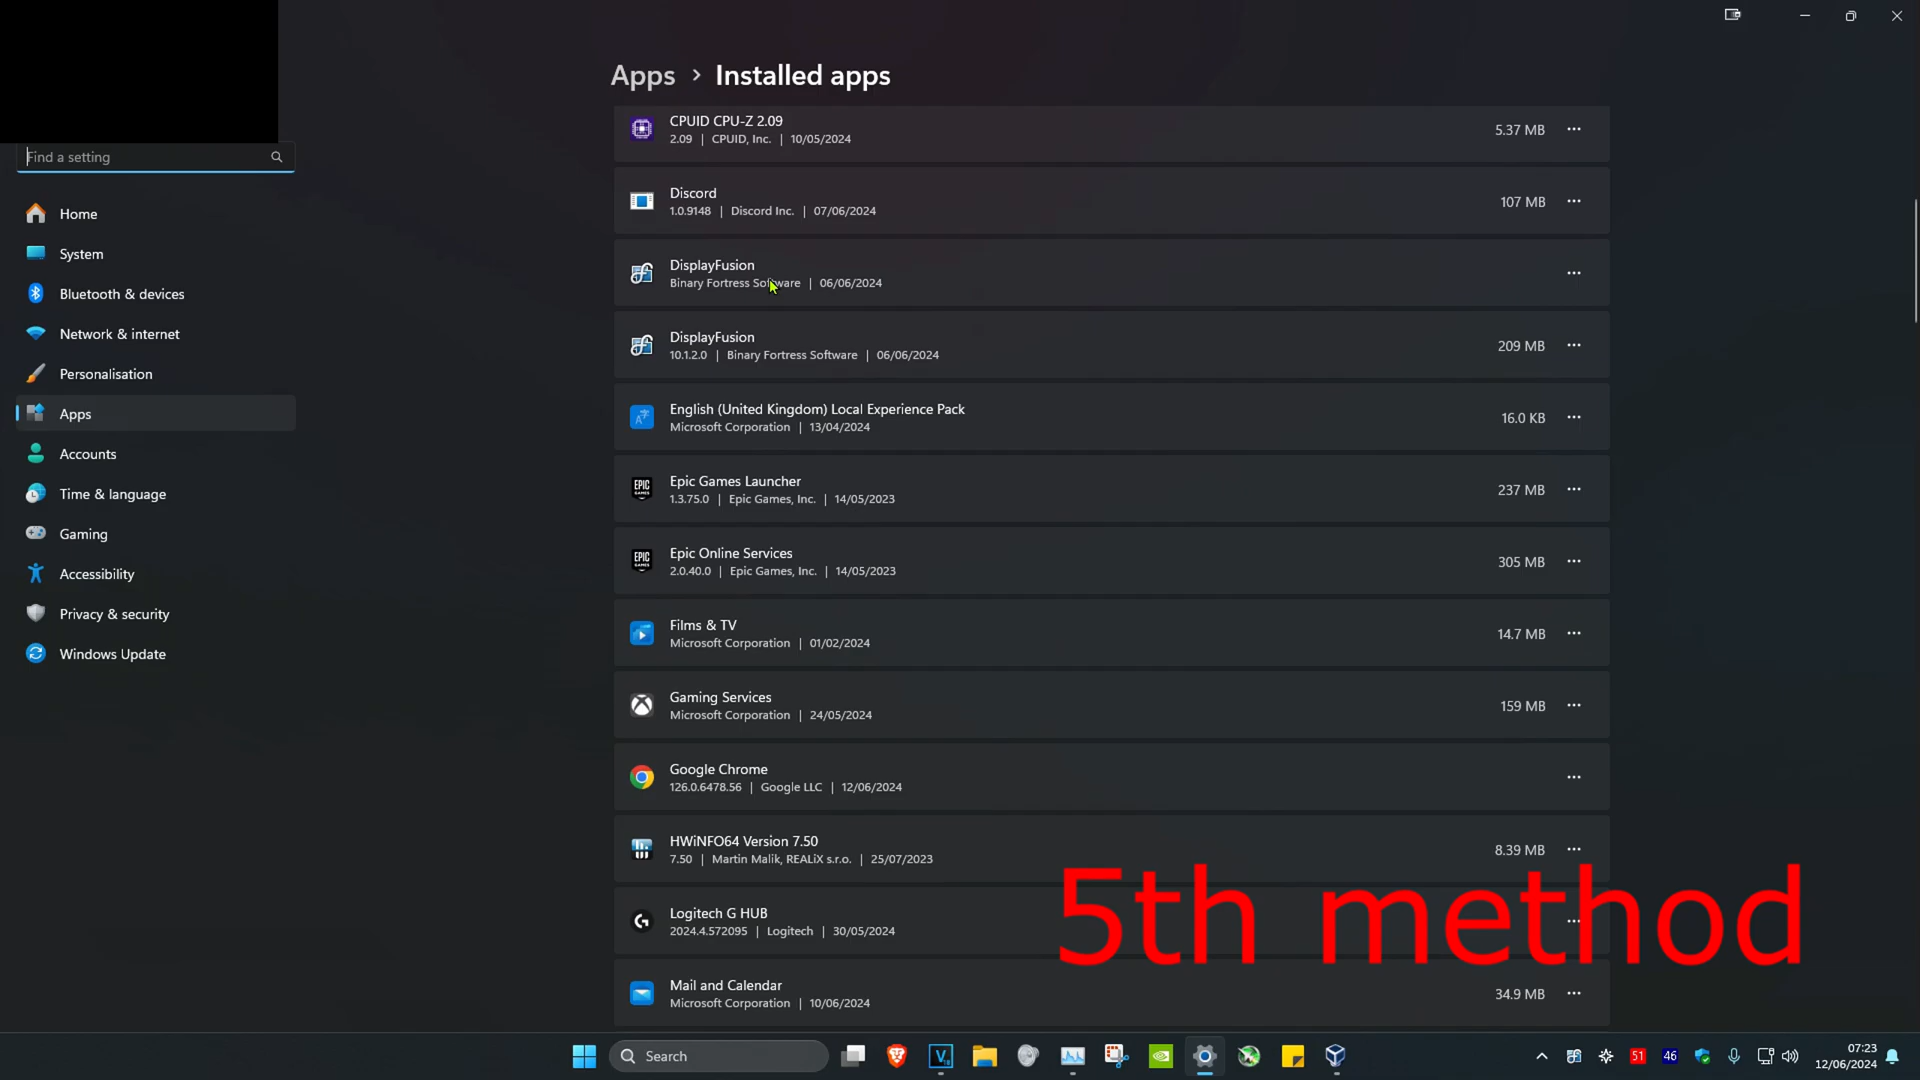 Apps > Installed apps
Find a setting
Home
System
Bluetooth & devices
Network & internet
Personalisation
Apps
Accounts
Time & language
Gaming
Accessibility
Privacy & security
Windows Update
CPUID CPU-Z 2.09
2.09 | CPUID, Inc. | 10/05/2024
5.37 MB
Discord
1.0.9148 | Discord Inc. | 07/06/2024
107 MB
DisplayFusion
Binary Fortress Software | 06/06/2024
DisplayFusion
10.1.2.0 | Binary Fortress Software | 06/06/2024
209 MB
English (United Kingdom) Local Experience Pack
Microsoft Corporation | 13/04/2024
16.0 KB
Epic Games Launcher
1.3.75.0 | Epic Games, Inc. | 14/05/2023
237 MB
Epic Online Services
2.0.40.0 | Epic Games, Inc. | 14/05/2023
305 MB
Films & TV
Microsoft Corporation | 01/02/2024
14.7 MB
Gaming Services
Microsoft Corporation | 24/05/2024
159 MB
Google Chrome
126.0.6478.56 | Google LLC | 12/06/2024
HWiNFO64 Version 7.50
7.50 | Martin Malik, REALiX s.r.o. | 25/07/2023
8.39 MB
Logitech G HUB
2024.4.572095 | Logitech | 30/05/2024
Mail and Calendar
Microsoft Corporation | 10/06/2024
34.9 MB
5th method
Search
51
46
07:23
12/06/2024